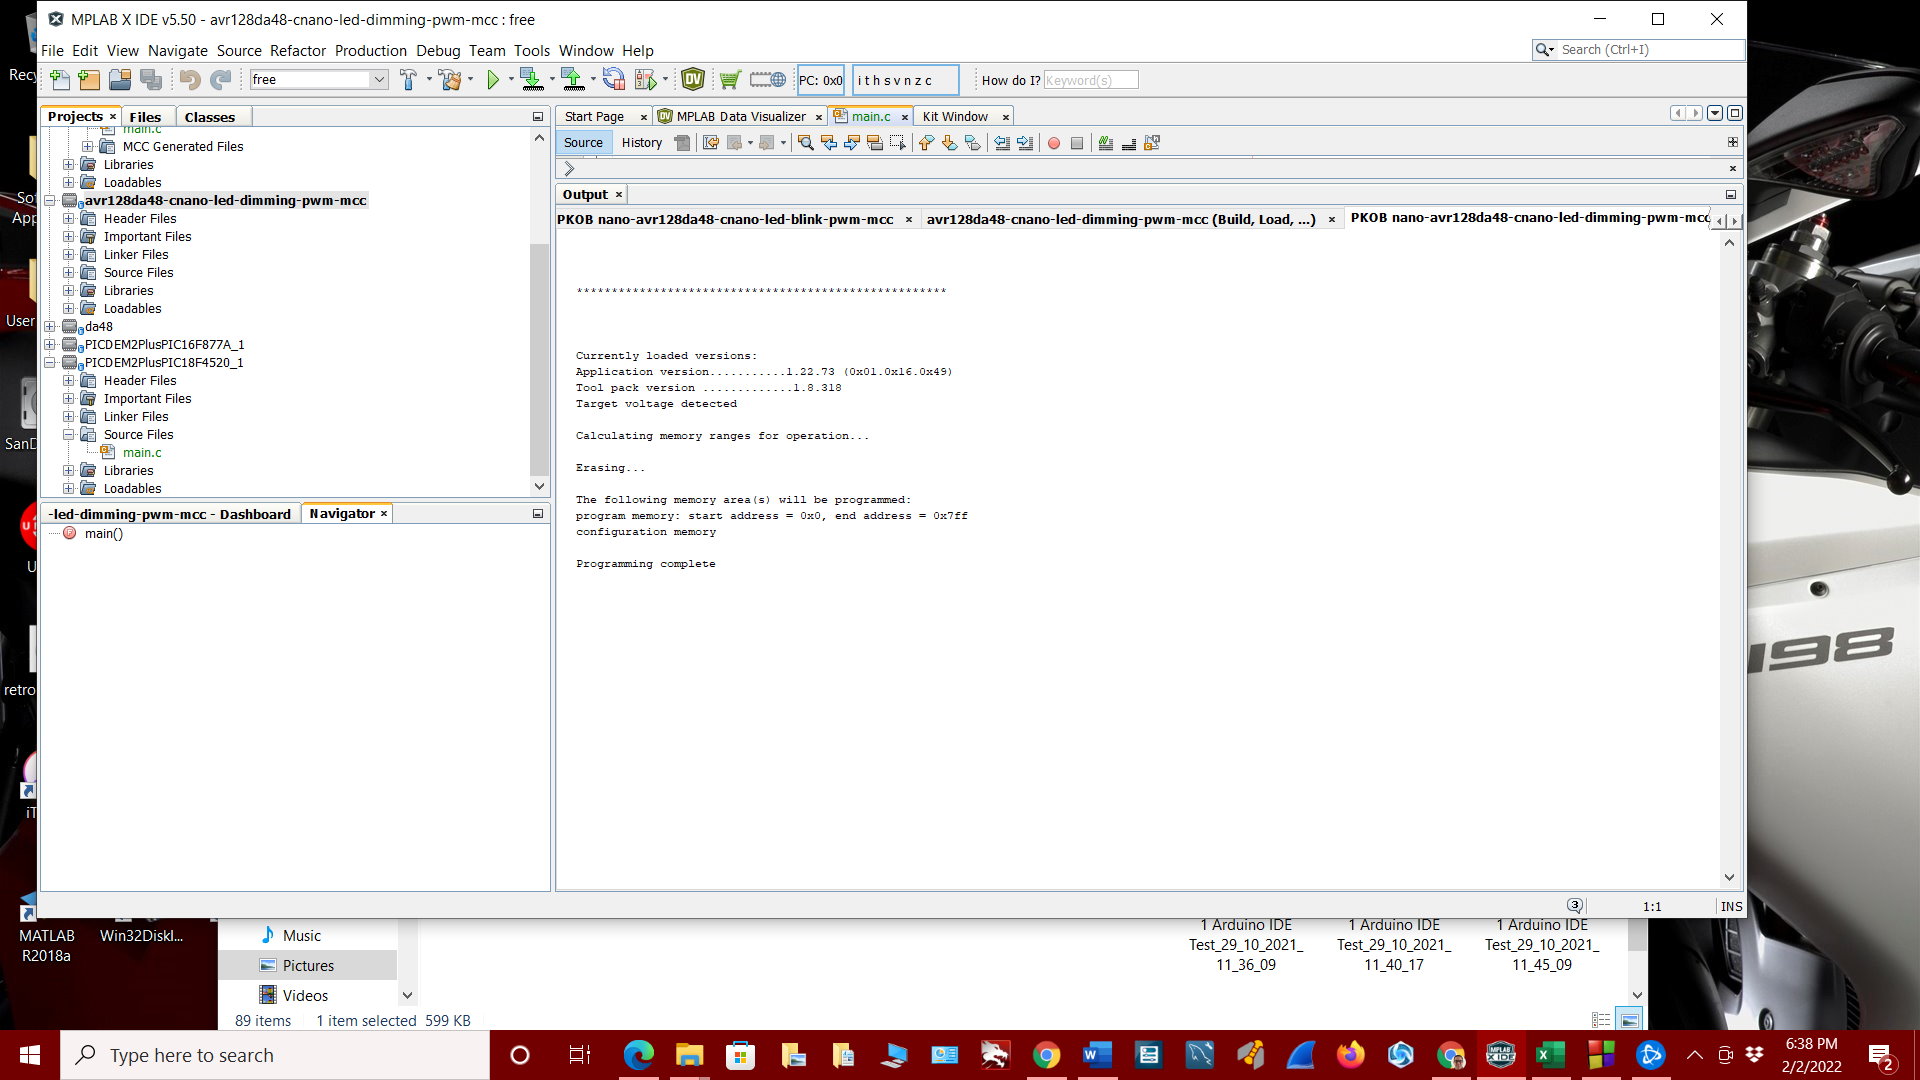 MPLAB X IDE v5.50 - avr128da48-cnano-led-dimming-pwm-mcc : free
File Edit View Navigate Source Refactor Production Debug Team Tools Window Help
Search (Ctrl+I)
free
PC: 0x0
i t h s v n z c
How do I? Keyword(s)
Projects Files Classes
main.c
MCC Generated Files
Libraries
Loadables
avr128da48-cnano-led-dimming-pwm-mcc
Header Files
Important Files
Linker Files
Source Files
Libraries
Loadables
da48
PICDEM2PlusPIC16F877A_1
PICDEM2PlusPIC18F4520_1
Header Files
Important Files
Linker Files
Source Files
main.c
Libraries
Loadables
-led-dimming-pwm-mcc - Dashboard
Navigator
main()
Start Page
MPLAB Data Visualizer
main.c
Kit Window
Source History
Output
PKOB nano-avr128da48-cnano-led-blink-pwm-mcc
avr128da48-cnano-led-dimming-pwm-mcc (Build, Load, ...)
PKOB nano-avr128da48-cnano-led-dimming-pwm-mcc
*****************************************************
Currently loaded versions:
Application version...........1.22.73 (0x01.0x16.0x49)
Tool pack version .............1.8.318
Target voltage detected
Calculating memory ranges for operation...
Erasing...
The following memory area(s) will be programmed:
program memory: start address = 0x0, end address = 0x7ff
configuration memory
Programming complete
3
1:1
INS
Recy
Sof
App
User
SanD
U
retro
iT
MATLAB
R2018a
Win32DiskI...
Music
Pictures
Videos
1 Arduino IDE
Test_29_10_2021_
11_36_09
1 Arduino IDE
Test_29_10_2021_
11_40_17
1 Arduino IDE
Test_29_10_2021_
11_45_09
89 items
1 item selected 599 KB
198
Type here to search
6:38 PM
2/2/2022
2